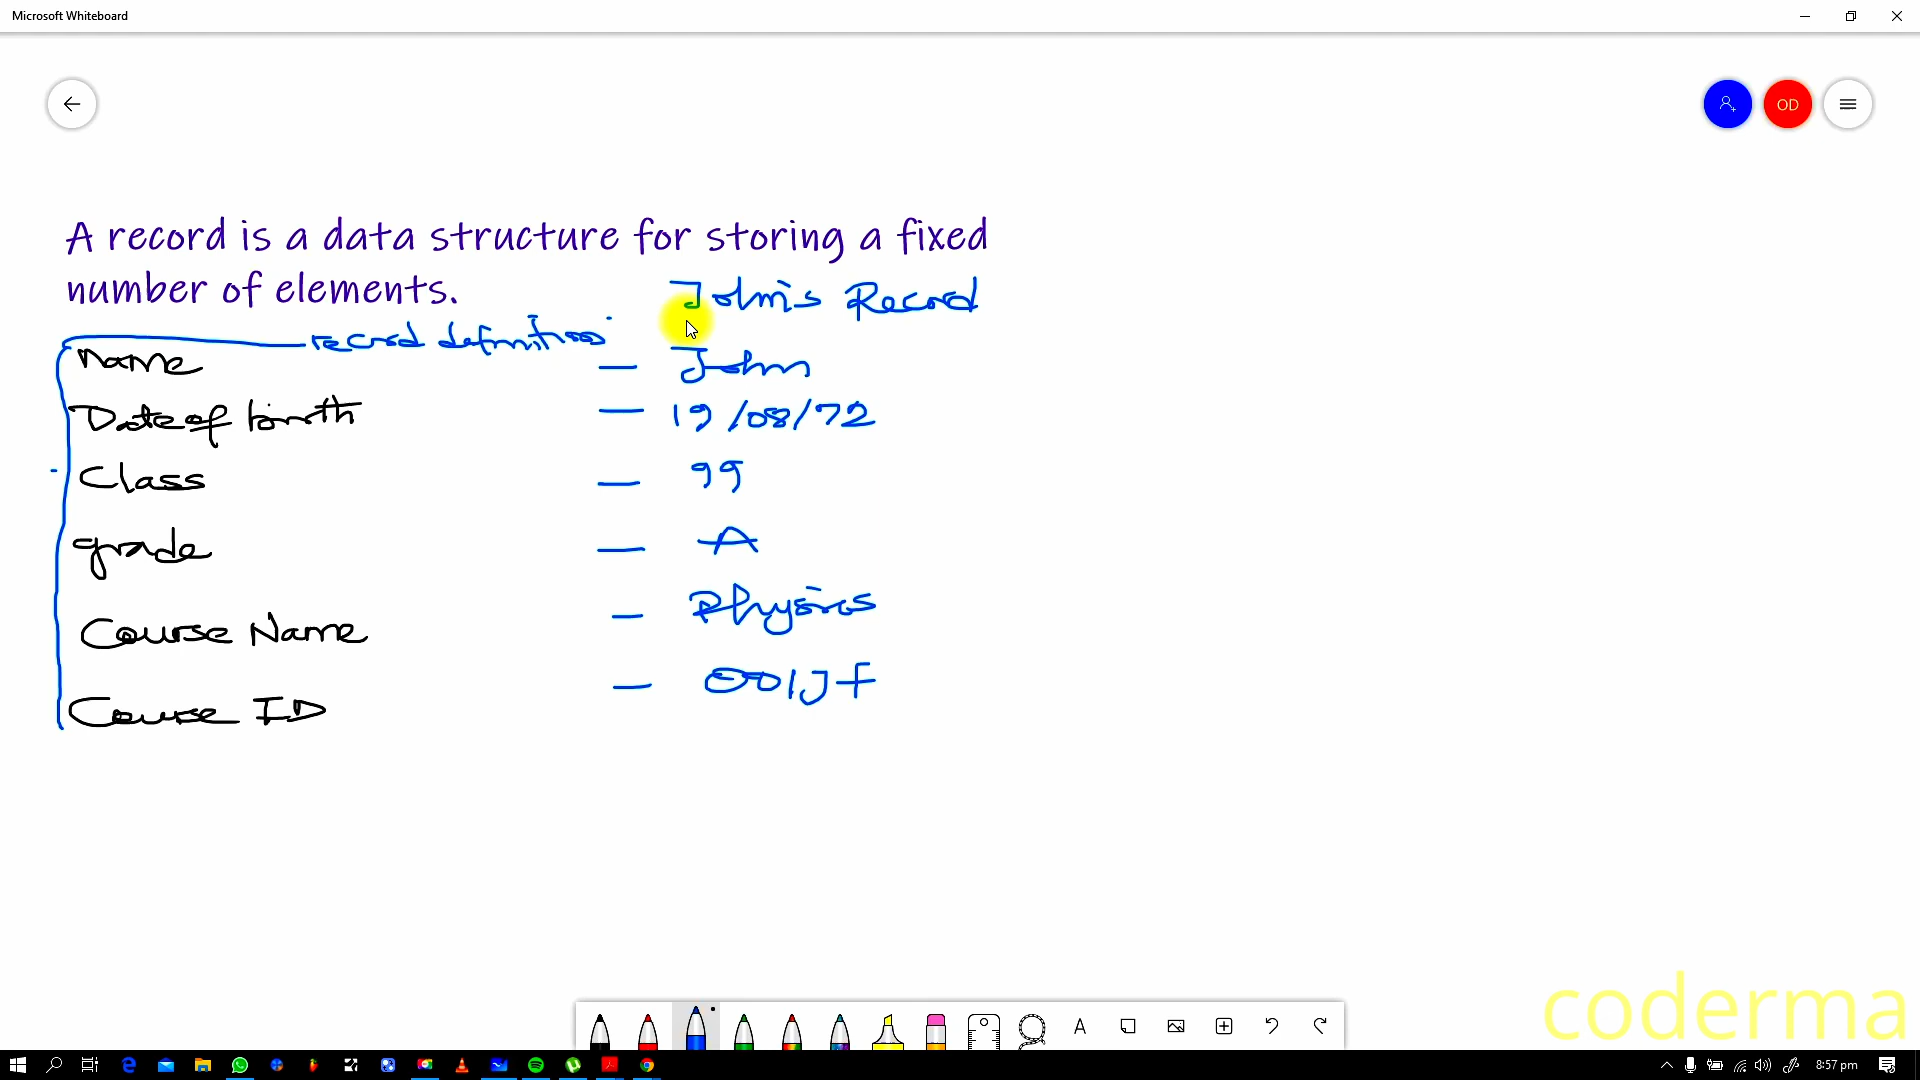 Microsoft Whiteboard
OD
A record is a data structure for storing a fixed
number of elements.
John's Record
record definition
Name — John
Date of birth — 19/08/72
Class — 99
grade — A
Course Name — Physics
Course ID — 001JF
coderma
A
8:57 pm